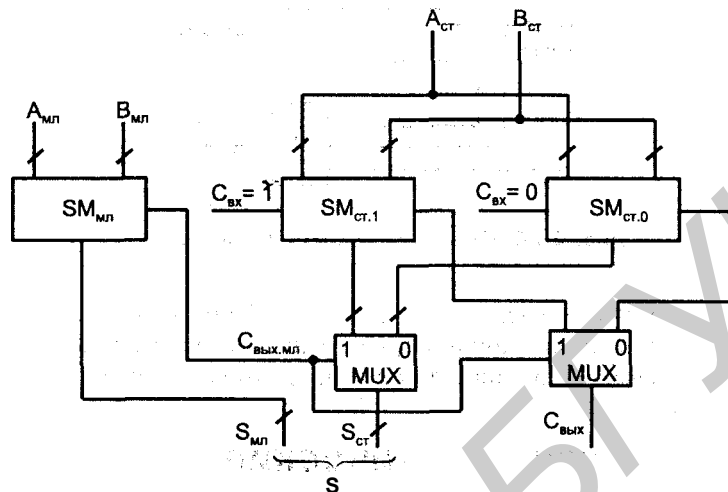 Aст Bст
Aмл Bмл
SMмл
Cвх = 1
SMст.1
Cвх = 0
SMст.0
Cвых.мл
1 0
MUX
1 0
MUX
Sмл
Sст
Cвых
S
БГУ